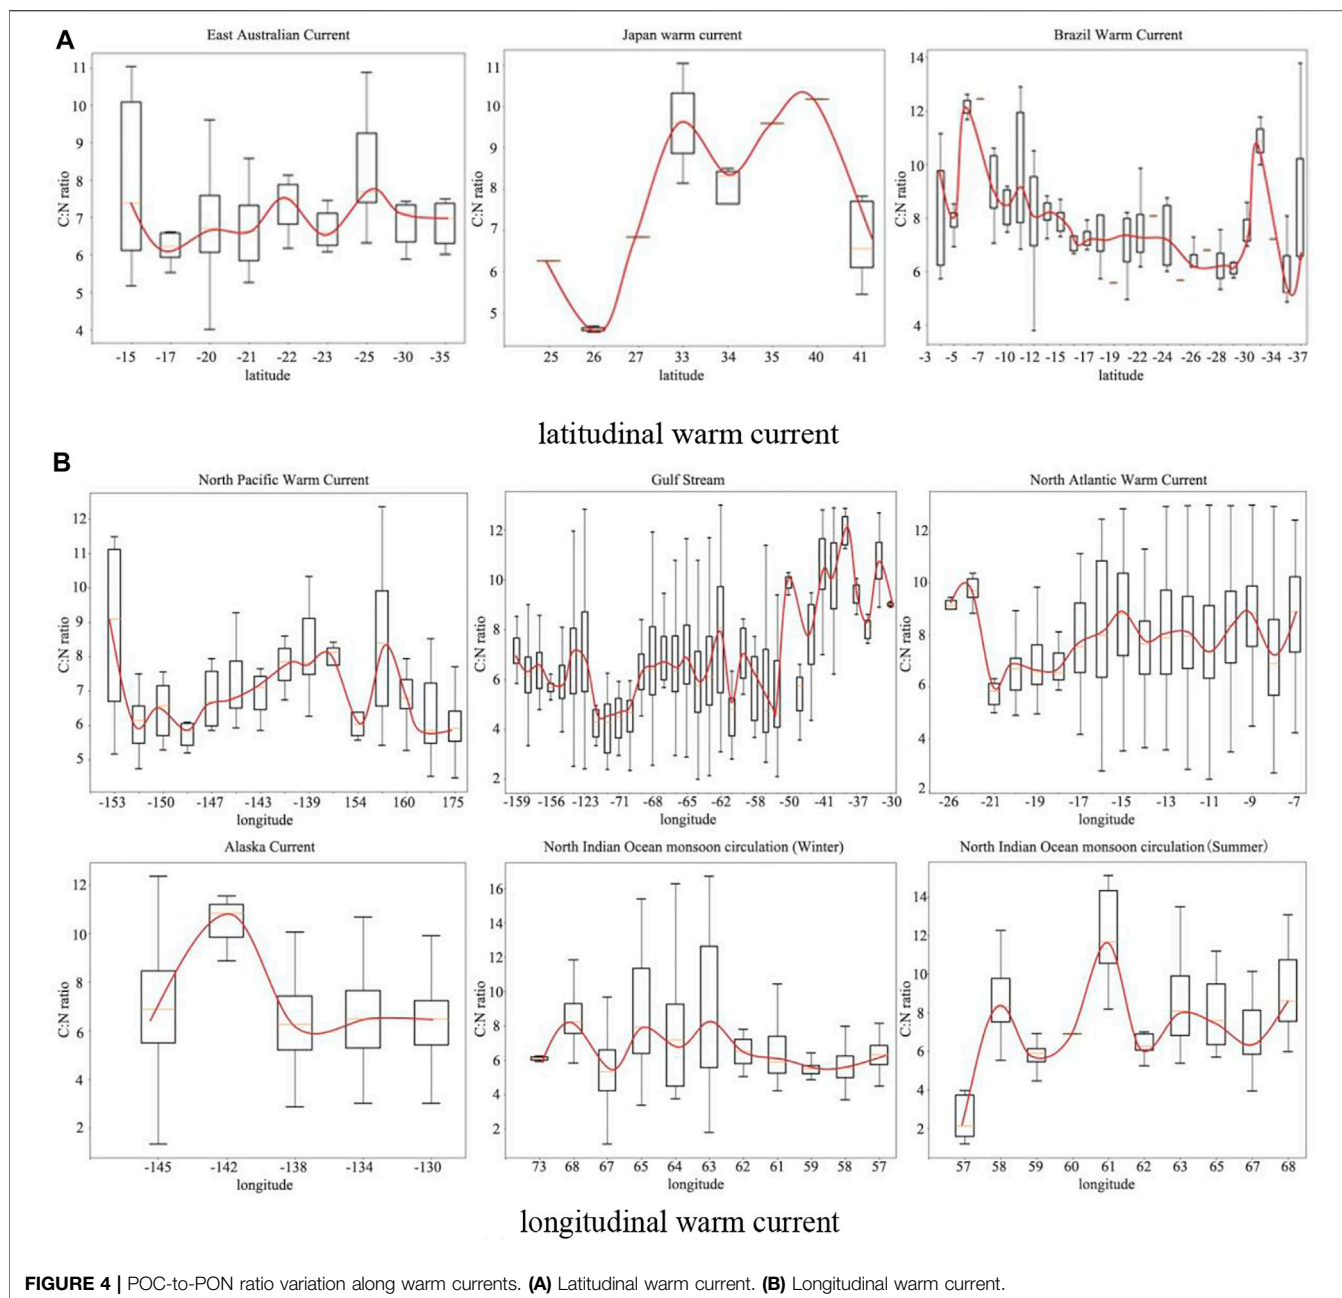 A
East Australian Current
Japan warm current
Brazil Warm Current
C:N ratio
11
10
9
8
7
6
5
4
-15 -17 -20 -21 -22 -23 -25 -30 -35
latitude
C:N ratio
11
10
9
8
7
6
5
25 26 27 33 34 35 40 41
latitude
C:N ratio
14
12
10
8
6
4
-3 -5 -7 -10 -12 -15 -17 -19 -22 -24 -26 -28 -30 -34 -37
latitude
latitudinal warm current
B
North Pacific Warm Current
Gulf Stream
North Atlantic Warm Current
C:N ratio
12
11
10
9
8
7
6
5
-153 -150 -147 -143 -139 154 160 175
longitude
C:N ratio
12
10
8
6
4
2
-159 -156 -123 -71 -68 -65 -62 -58 -50 -41 -37 -30
longitude
C:N ratio
12
10
8
6
4
2
-26 -21 -19 -17 -15 -13 -11 -9 -7
longitude
Alaska Current
North Indian Ocean monsoon circulation (Winter)
North Indian Ocean monsoon circulation (Summer)
C:N ratio
12
10
8
6
4
2
-145 -142 -138 -134 -130
longitude
C:N ratio
16
14
12
10
8
6
4
2
73 68 67 65 64 63 62 61 59 58 57
longitude
C:N ratio
14
12
10
8
6
4
2
57 58 59 60 61 62 63 65 67 68
longitude
longitudinal warm current
FIGURE 4 | POC-to-PON ratio variation along warm currents. (A) Latitudinal warm current. (B) Longitudinal warm current.